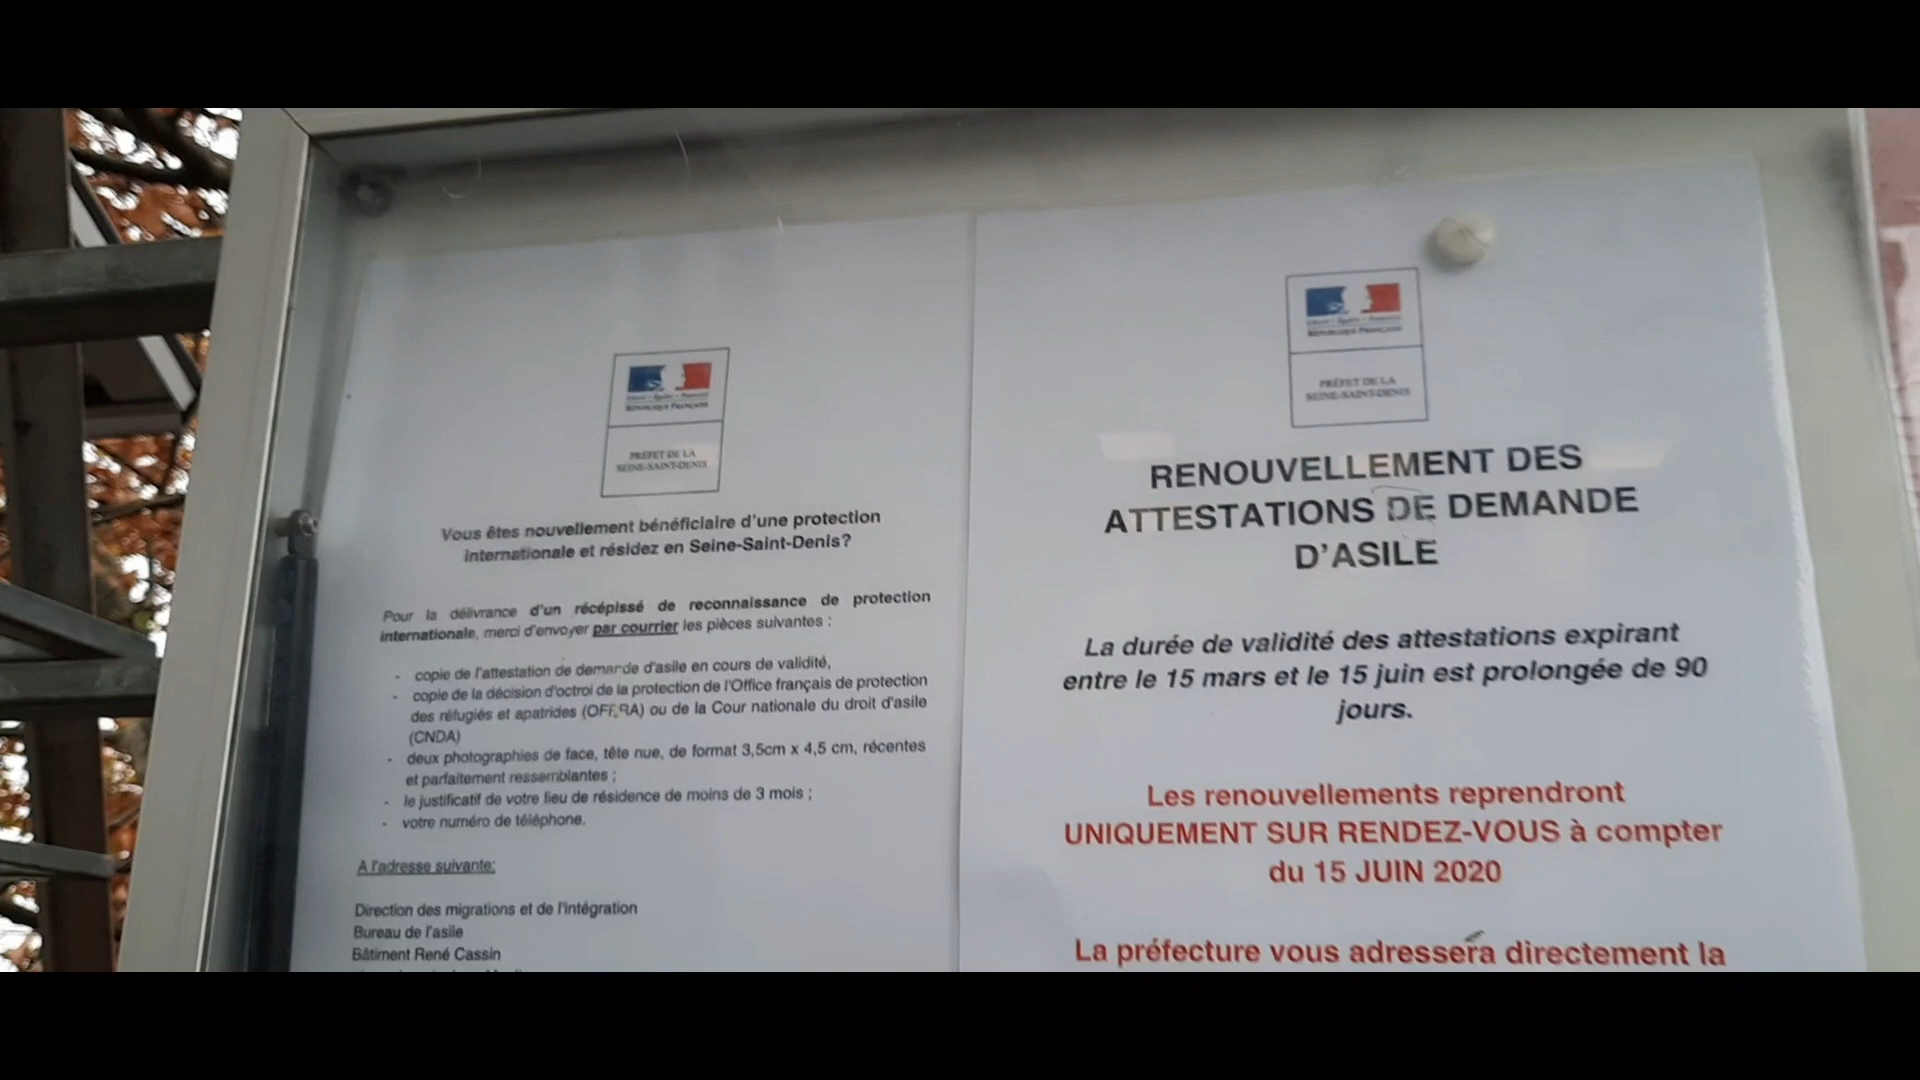 RÉPUBLIQUE FRANÇAISE
PRÉFET DE LA
SEINE-SAINT-DENIS
Vous êtes nouvellement bénéficiaire d'une protection
internationale et résidez en Seine-Saint-Denis?
Pour la délivrance d'un récépissé de reconnaissance de protection
internationale, merci d'envoyer par courrier les pièces suivantes :
- copie de l'attestation de demande d'asile en cours de validité,
- copie de la décision d'octroi de la protection de l'Office français de protection
des réfugiés et apatrides (OFPRA) ou de la Cour nationale du droit d'asile
(CNDA)
- deux photographies de face, tête nue, de format 3,5cm x 4,5 cm, récentes
et parfaitement ressemblantes ;
- le justificatif de votre lieu de résidence de moins de 3 mois ;
- votre numéro de téléphone.
A l'adresse suivante:
Direction des migrations et de l'intégration
Bureau de l'asile
Bâtiment René Cassin
RÉPUBLIQUE FRANÇAISE
PRÉFET DE LA
SEINE-SAINT-DENIS
RENOUVELLEMENT DES
ATTESTATIONS DE DEMANDE
D'ASILE
La durée de validité des attestations expirant
entre le 15 mars et le 15 juin est prolongée de 90
jours.
Les renouvellements reprendront
UNIQUEMENT SUR RENDEZ-VOUS à compter
du 15 JUIN 2020
La préfecture vous adressera directement la